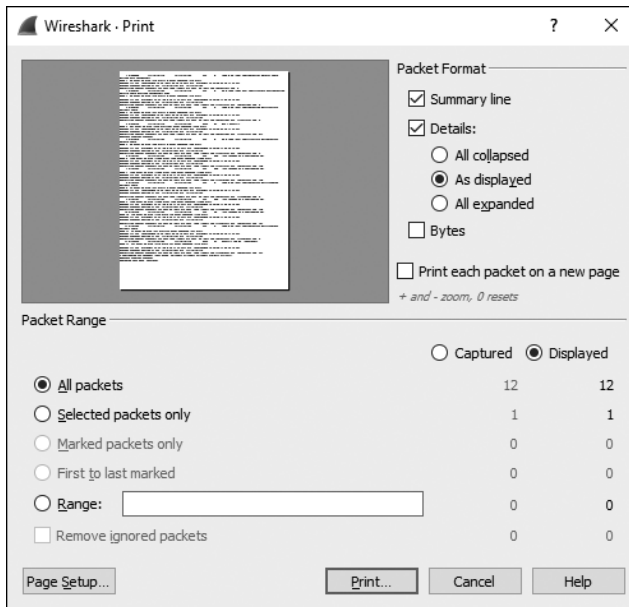 Wireshark · Print ? ×
Packet Format
Summary line
Details:
All collapsed
As displayed
All expanded
Bytes
Print each packet on a new page
+ and - zoom, 0 resets
Packet Range
Captured Displayed
All packets 12 12
Selected packets only 1 1
Marked packets only 0 0
First to last marked 0 0
Range: 0 0
Remove ignored packets 0 0
Page Setup... Print... Cancel Help